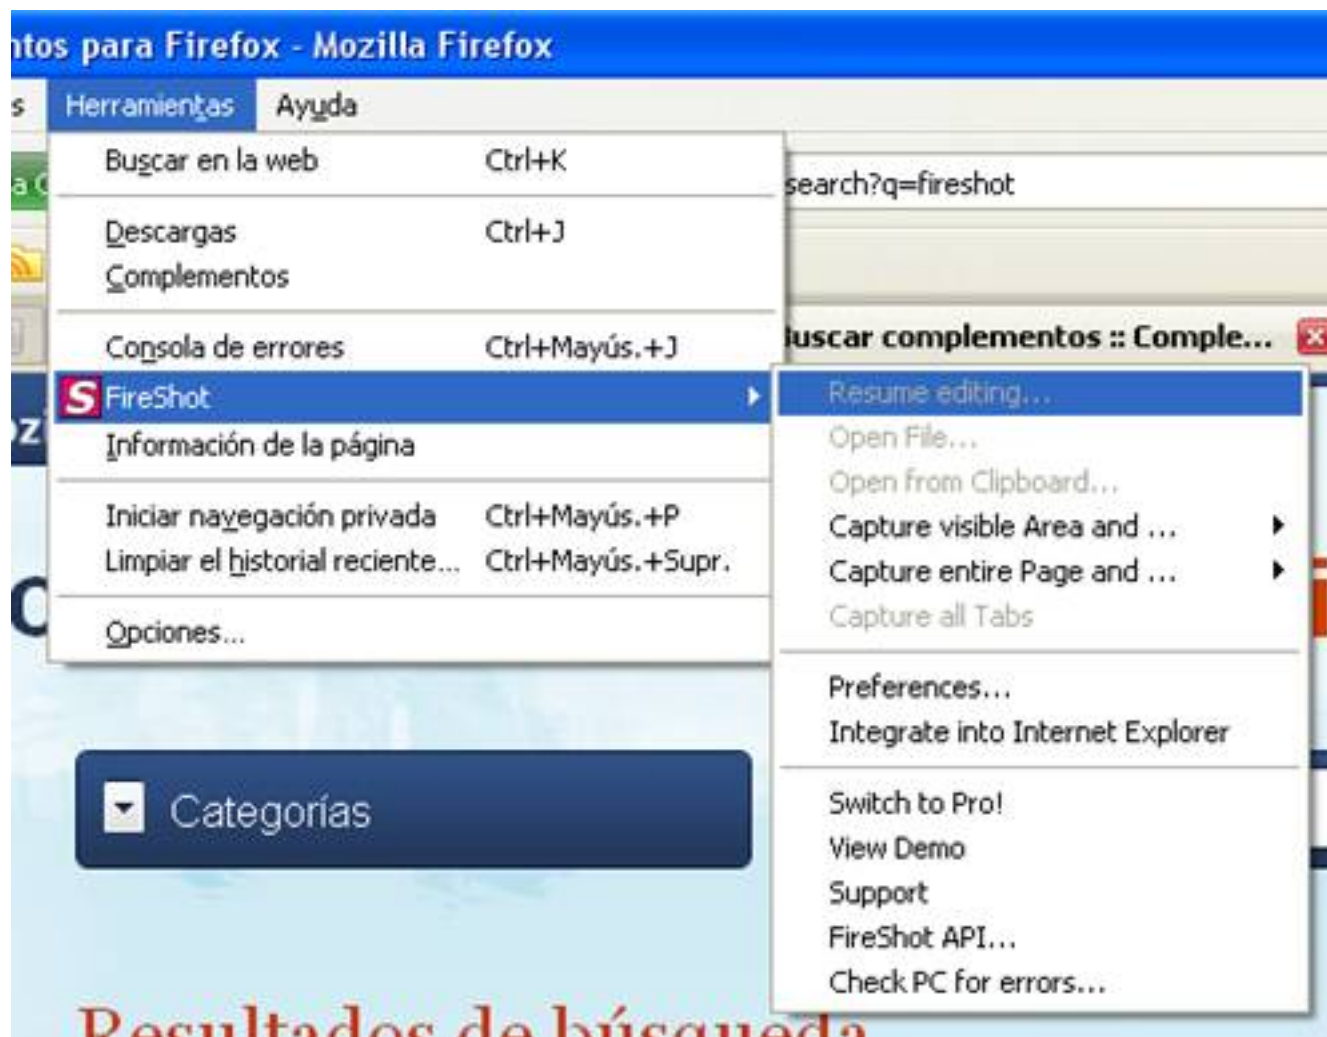 ntos para Firefox - Mozilla Firefox
s Herramientas Ayuda
Buscar en la web Ctrl+K
search?q=fireshot
Descargas Ctrl+J
Complementos
Consola de errores Ctrl+Mayús.+J
Buscar complementos :: Comple...
S FireShot
Información de la página
Iniciar navegación privada Ctrl+Mayús.+P
Limpiar el historial reciente... Ctrl+Mayús.+Supr.
Opciones...
Resume editing...
Open File...
Open from Clipboard...
Capture visible Area and ...
Capture entire Page and ...
Capture all Tabs
Preferences...
Integrate into Internet Explorer
Switch to Pro!
View Demo
Support
FireShot API...
Check PC for errors...
Categorías
Resultados de búsqueda